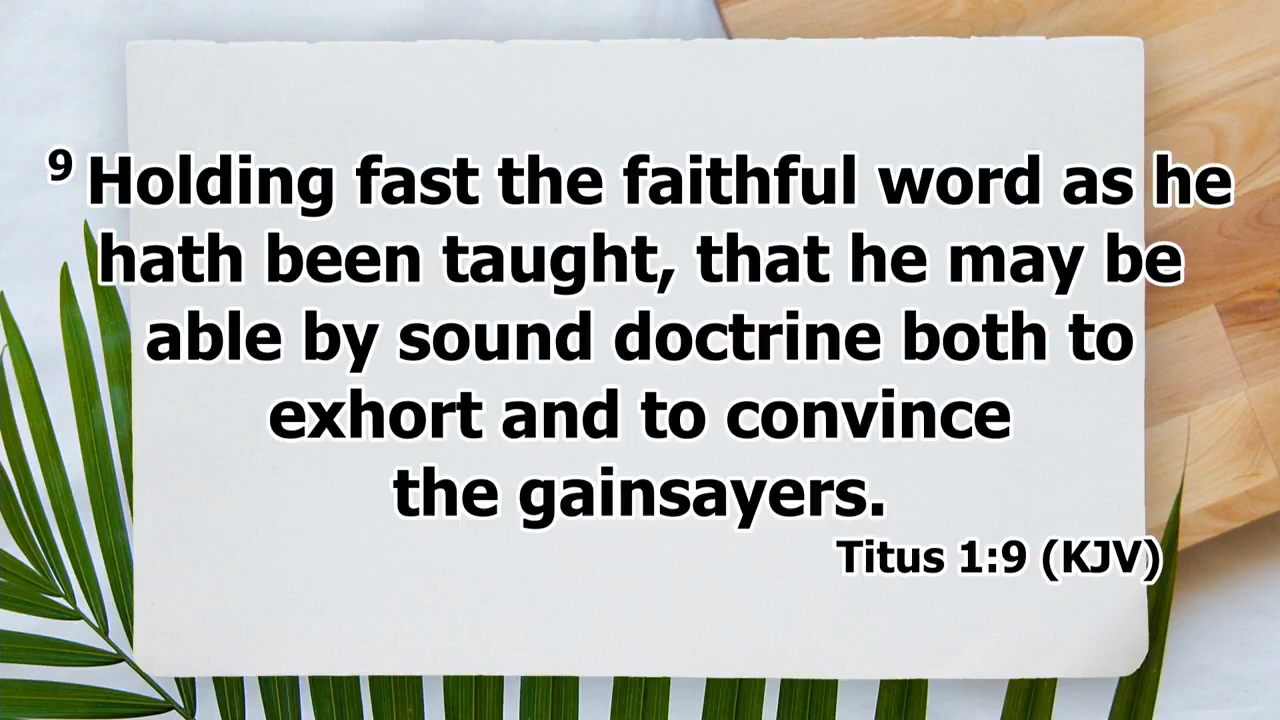 9 Holding fast the faithful word as he
hath been taught, that he may be
able by sound doctrine both to
exhort and to convince
the gainsayers.
Titus 1:9 (KJV)